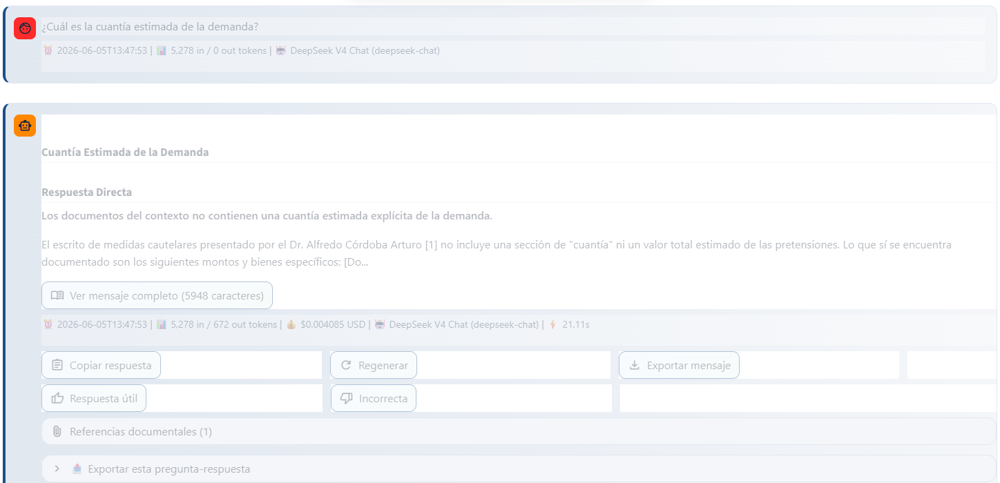 ¿Cuál es la cuantía estimada de la demanda?
2026-06-05T13:47:53 | 5,278 in / 0 out tokens | DeepSeek V4 Chat (deepseek-chat)
Cuantía Estimada de la Demanda
Respuesta Directa
Los documentos del contexto no contienen una cuantía estimada explícita de la demanda.
El escrito de medidas cautelares presentado por el Dr. Alfredo Córdoba Arturo [1] no incluye una sección de "cuantía" ni un valor total estimado de las pretensiones. Lo que sí se encuentra
documentado son los siguientes montos y bienes específicos: [Do...
Ver mensaje completo (5948 caracteres)
2026-06-05T13:47:53 | 5,278 in / 672 out tokens | $0.004085 USD | DeepSeek V4 Chat (deepseek-chat) | 21.11s
Copiar respuesta Regenerar Exportar mensaje
Respuesta útil Incorrecta
Referencias documentales (1)
Exportar esta pregunta-respuesta